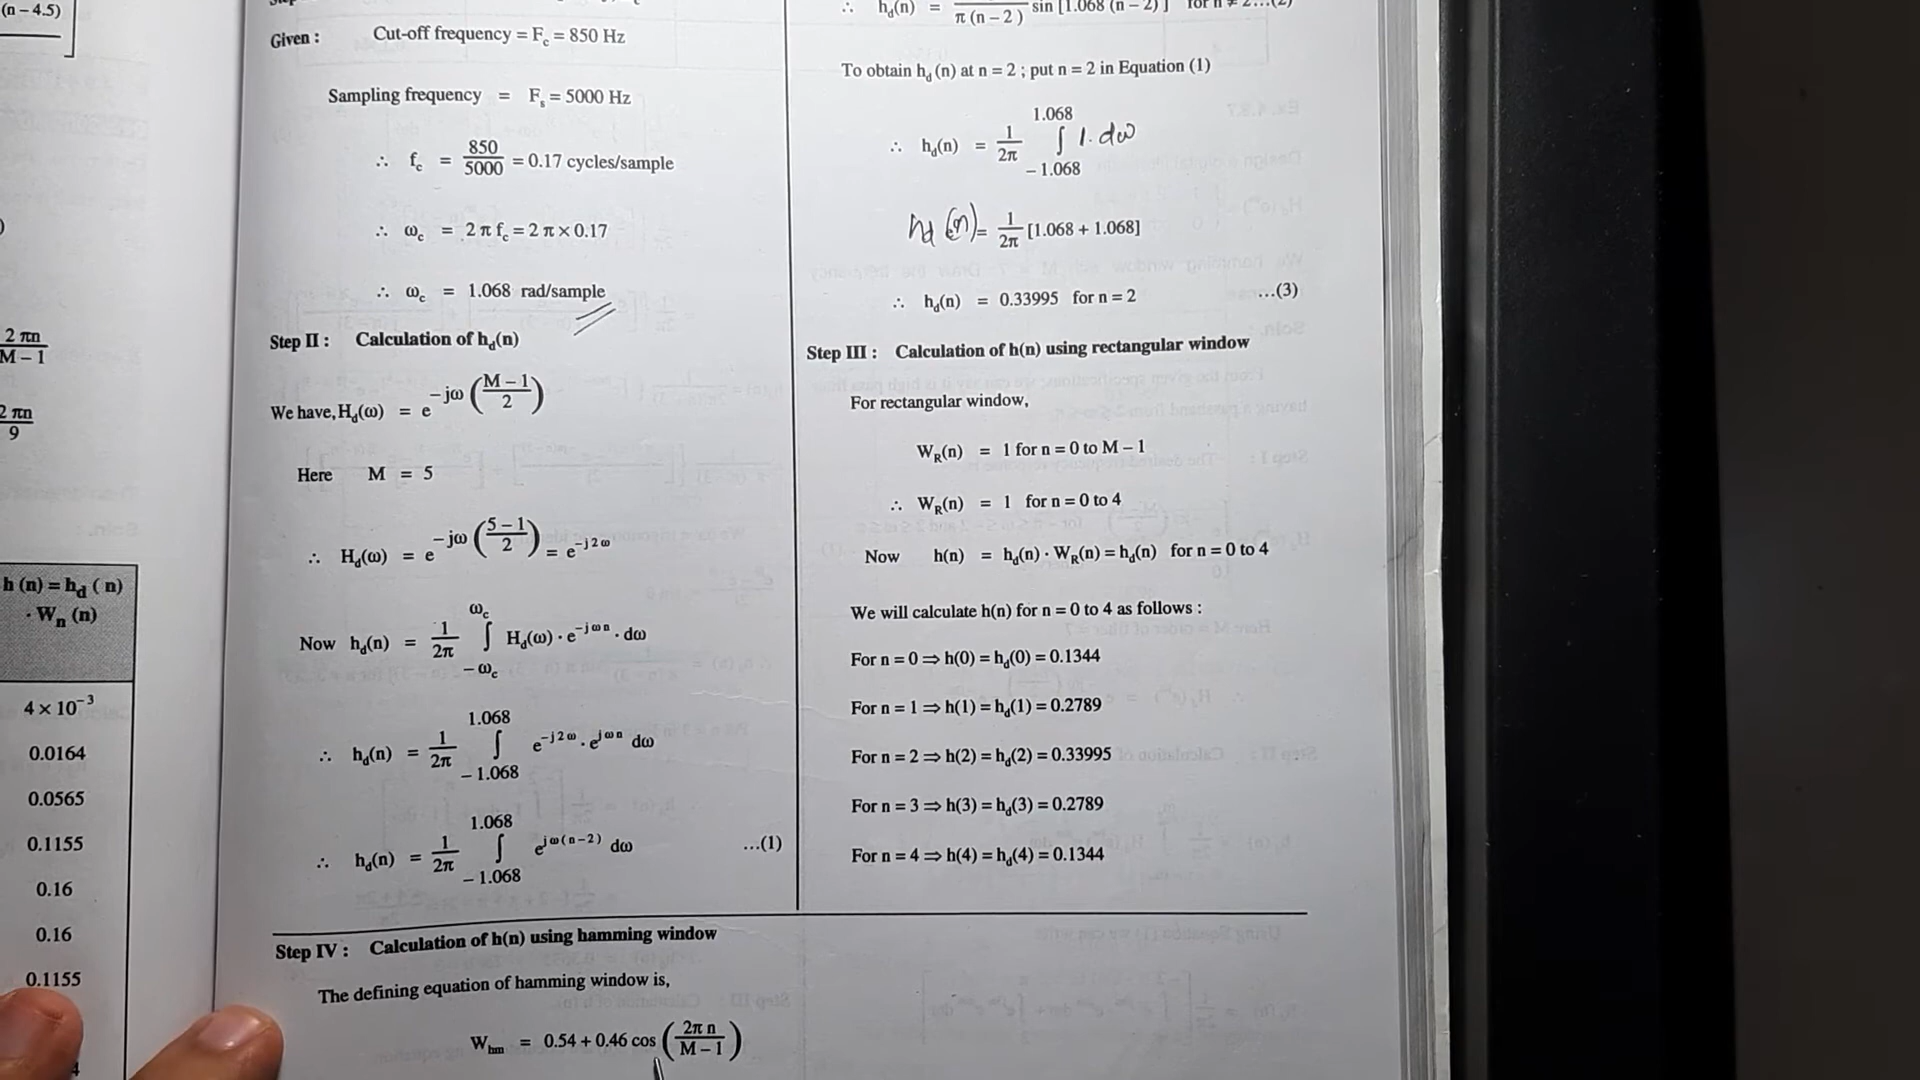 (n – 4.5)
)
2 πn
M – 1
2 πn
9
h (n) = h_d ( n)
· W_n (n)
4 × 10^–3
0.0164
0.0565
0.1155
0.16
0.16
0.1155
4
Given : Cut-off frequency = F_c = 850 Hz
Sampling frequency = F_s = 5000 Hz
∴ f_c = 850/5000 = 0.17 cycles/sample
∴ ω_c = 2 π f_c = 2 π × 0.17
∴ ω_c = 1.068 rad/sample
Step II : Calculation of h_d(n)
We have, H_d(ω) = e^(– jω ((M – 1)/2))
Here M = 5
∴ H_d(ω) = e^(– jω ((5 – 1)/2)) = e^(– j 2 ω)
Now h_d(n) = 1/2π ∫_(– ω_c)^(ω_c) H_d(ω) · e^(– j ω n) · dω
∴ h_d(n) = 1/2π ∫_(– 1.068)^(1.068) e^(– j 2 ω) · e^(j ω n) dω
∴ h_d(n) = 1/2π ∫_(– 1.068)^(1.068) e^(j ω (n – 2)) dω ...(1)
∴ h_d(n) = π (n – 2 ) sin [1.068 (n – 2) ] for n ≠ 2 ...(2)
To obtain h_d (n) at n = 2 ; put n = 2 in Equation (1)
∴ h_d(n) = 1/2π ∫_(– 1.068)^(1.068) 1. dω
h_d (n) = 1/2π [1.068 + 1.068]
∴ h_d(n) = 0.33995 for n = 2 ...(3)
Step III : Calculation of h(n) using rectangular window
For rectangular window,
W_R(n) = 1 for n = 0 to M – 1
∴ W_R(n) = 1 for n = 0 to 4
Now h(n) = h_d(n) · W_R(n) = h_d(n) for n = 0 to 4
We will calculate h(n) for n = 0 to 4 as follows :
For n = 0 ⇒ h(0) = h_d(0) = 0.1344
For n = 1 ⇒ h(1) = h_d(1) = 0.2789
For n = 2 ⇒ h(2) = h_d(2) = 0.33995
For n = 3 ⇒ h(3) = h_d(3) = 0.2789
For n = 4 ⇒ h(4) = h_d(4) = 0.1344
Step IV : Calculation of h(n) using hamming window
The defining equation of hamming window is,
W_hm = 0.54 + 0.46 cos (2π n / M – 1)